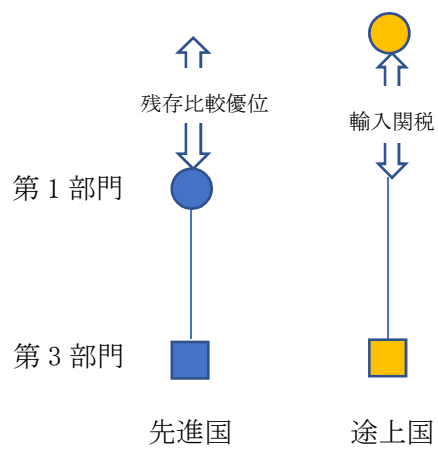 残存比較優位
輸入関税
第 1 部門
第 3 部門
先進国
途上国